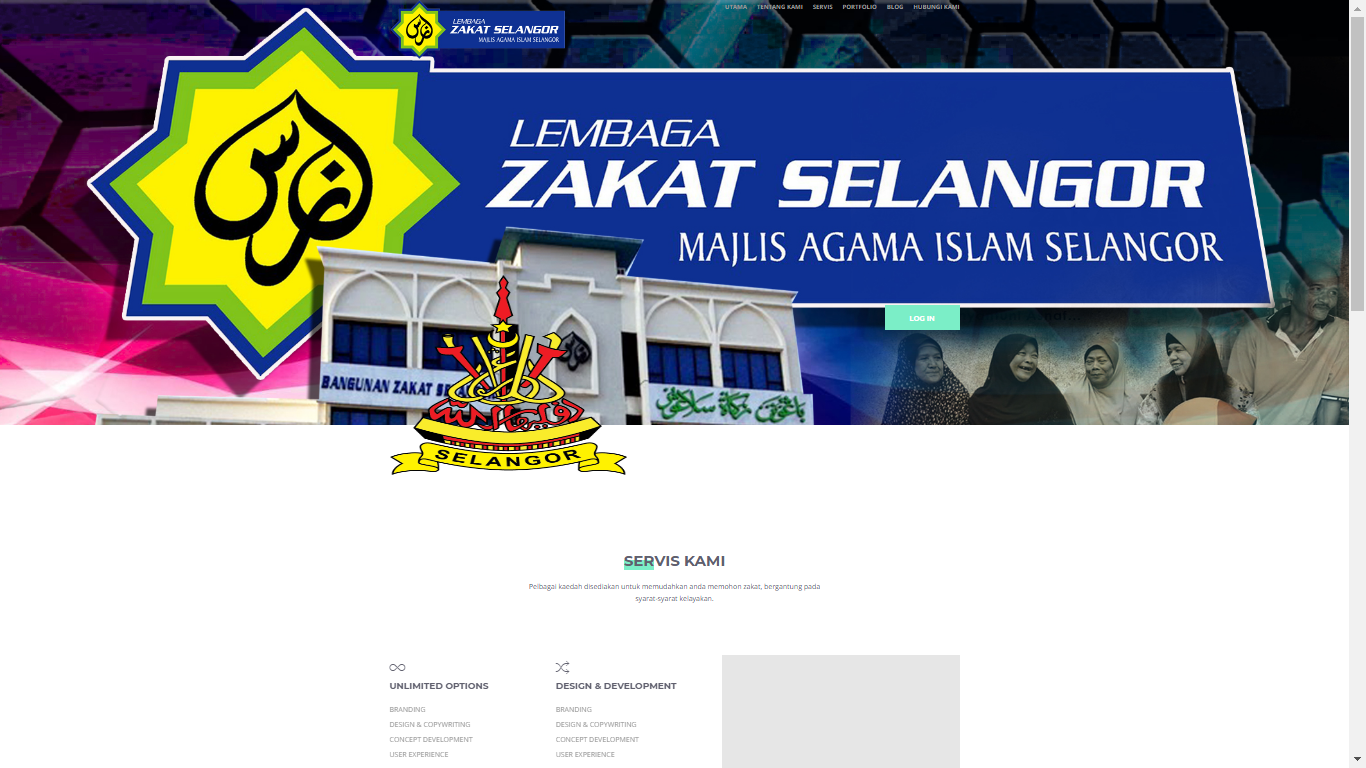 LEMBAGA
ZAKAT SELANGOR
MAJLIS AGAMA ISLAM SELANGOR
UTAMA TENTANG KAMI SERVIS PORTFOLIO BLOG HUBUNGI KAMI
LEMBAGA
ZAKAT SELANGOR
MAJLIS AGAMA ISLAM SELANGOR
LOG IN
BANGUNAN ZAKAT
SELANGOR
SERVIS KAMI
Pelbagai kaedah disediakan untuk memudahkan anda memohon zakat, bergantung pada
syarat-syarat kelayakan.
UNLIMITED OPTIONS
BRANDING
DESIGN & COPYWRITING
CONCEPT DEVELOPMENT
USER EXPERIENCE
DESIGN & DEVELOPMENT
BRANDING
DESIGN & COPYWRITING
CONCEPT DEVELOPMENT
USER EXPERIENCE